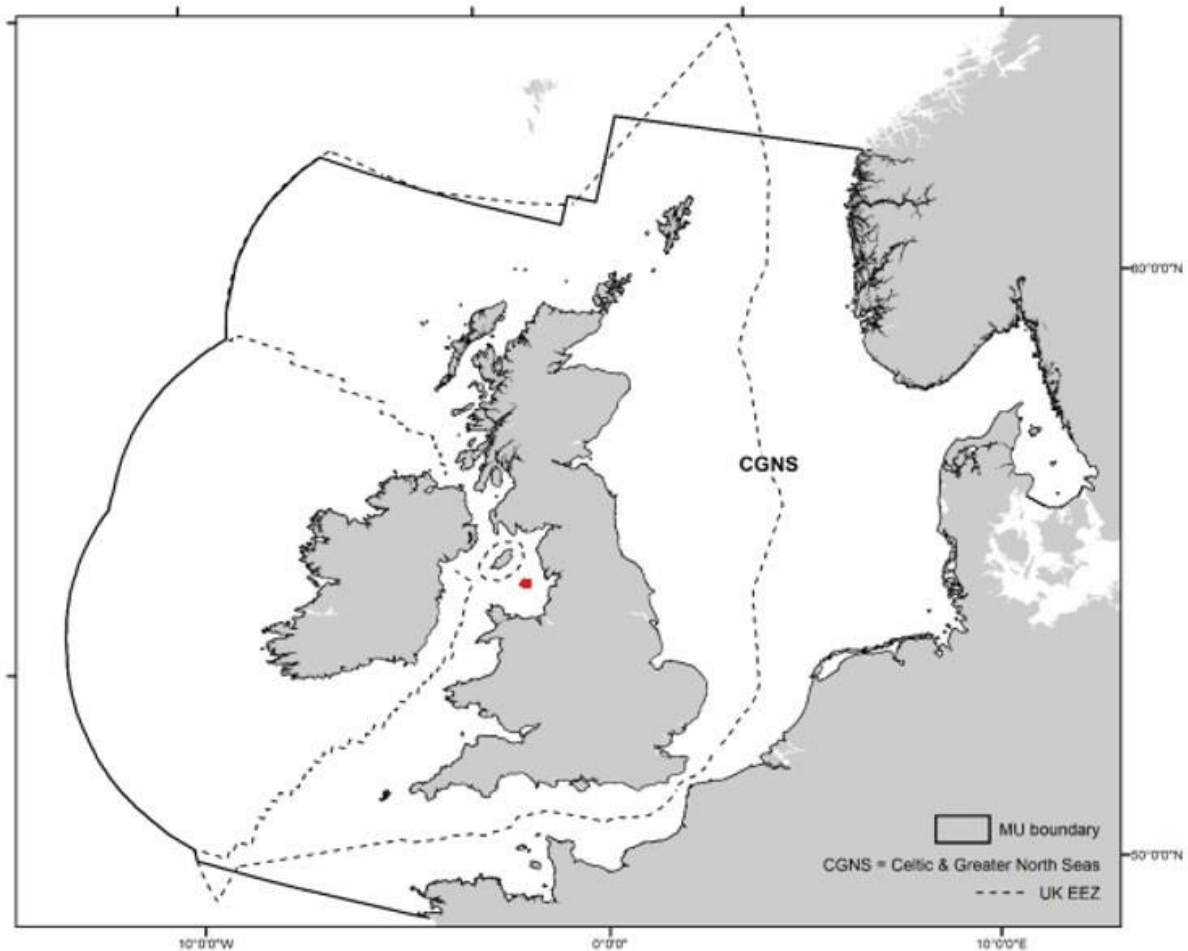 60°0'0"N
CGNS
MU boundary
CGNS = Celtic & Greater North Seas
UK EEZ
50°0'0"N
10°0'0"W
0°0'0"
10°0'0"E